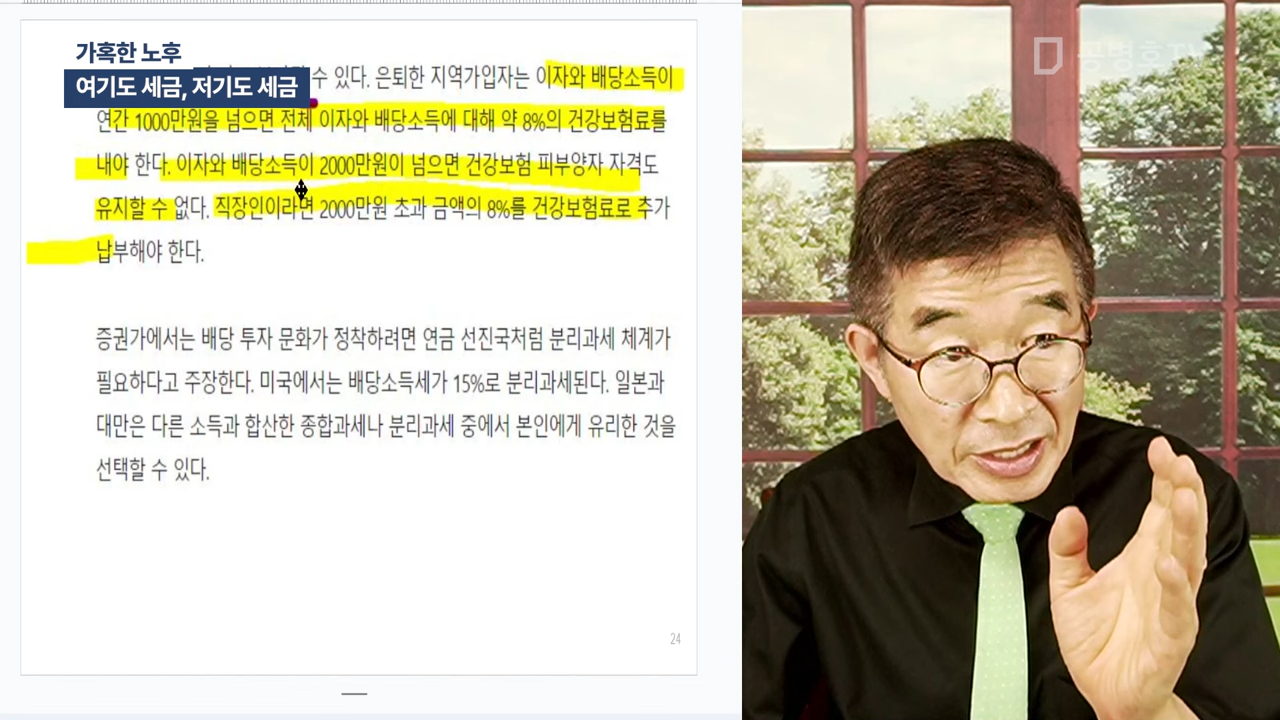 가혹한 노후
여기도 세금, 저기도 세금
수 있다. 은퇴한 지역가입자는 이자와 배당소득이
연간 1000만원을 넘으면 전체 이자와 배당소득에 대해 약 8%의 건강보험료를
내야 한다. 이자와 배당소득이 2000만원이 넘으면 건강보험 피부양자 자격도
유지할 수 없다. 직장인이라면 2000만원 초과 금액의 8%를 건강보험료로 추가
납부해야 한다.
증권가에서는 배당 투자 문화가 정착하려면 연금 선진국처럼 분리과세 체계가
필요하다고 주장한다. 미국에서는 배당소득세가 15%로 분리과세된다. 일본과
대만은 다른 소득과 합산한 종합과세나 분리과세 중에서 본인에게 유리한 것을
선택할 수 있다.
24
공병호TV